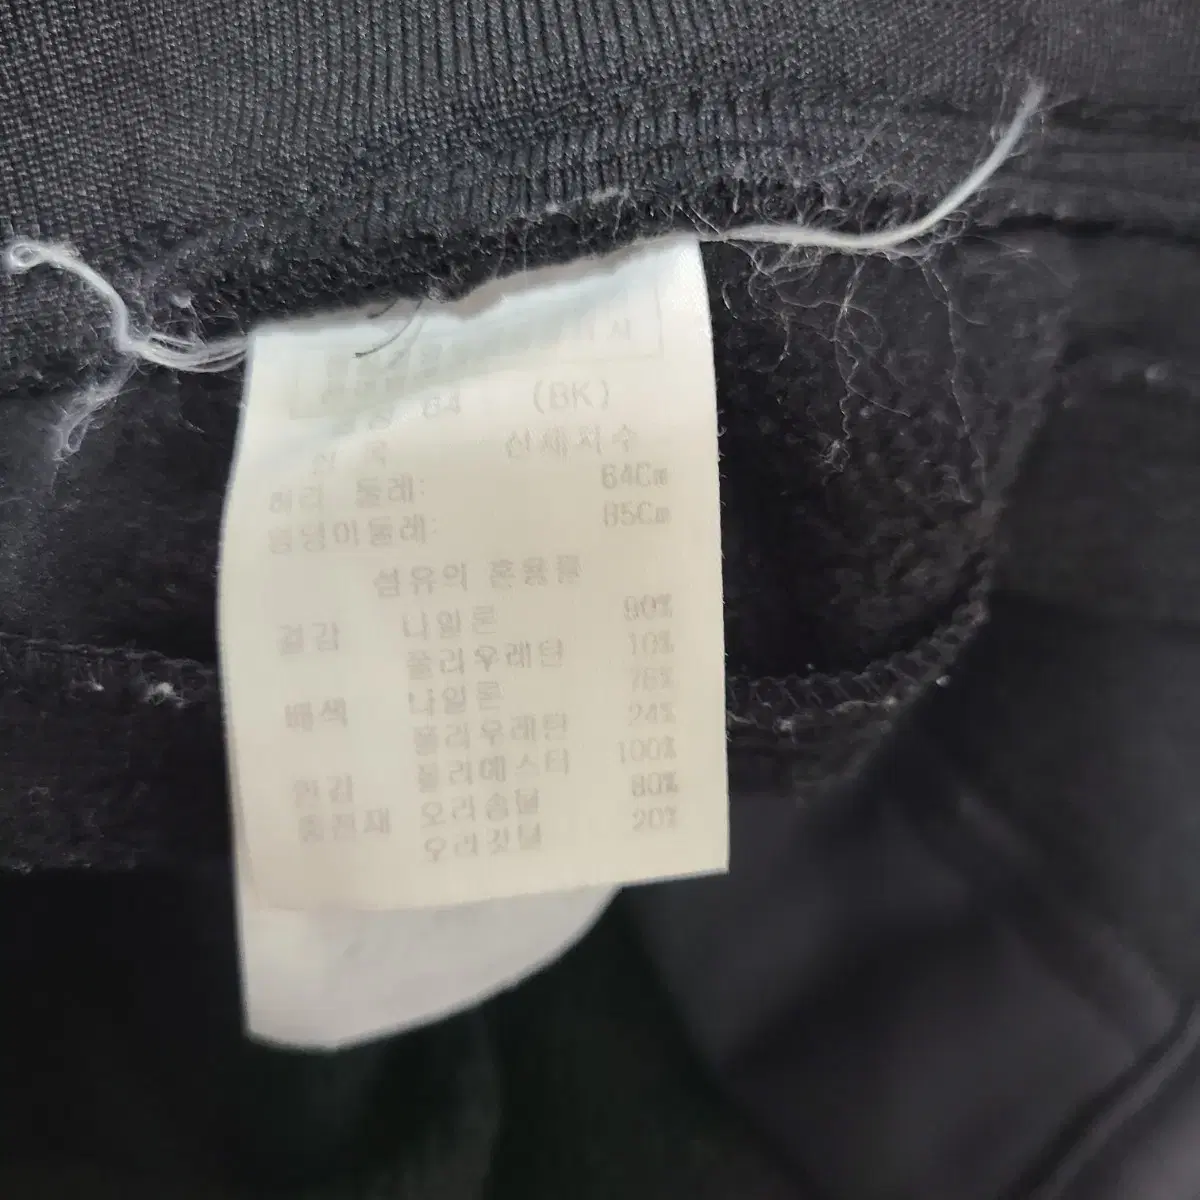 64 (BK)
신체치수
허리 둘레: 64Cm
엉덩이둘레: 85Cm
섬유의 혼용률
겉감 나일론 90%
폴리우레탄 10%
배색 나일론 76%
폴리우레탄 24%
안감 폴리에스터 100%
충전재 오리솜털 80%
오리깃털 20%